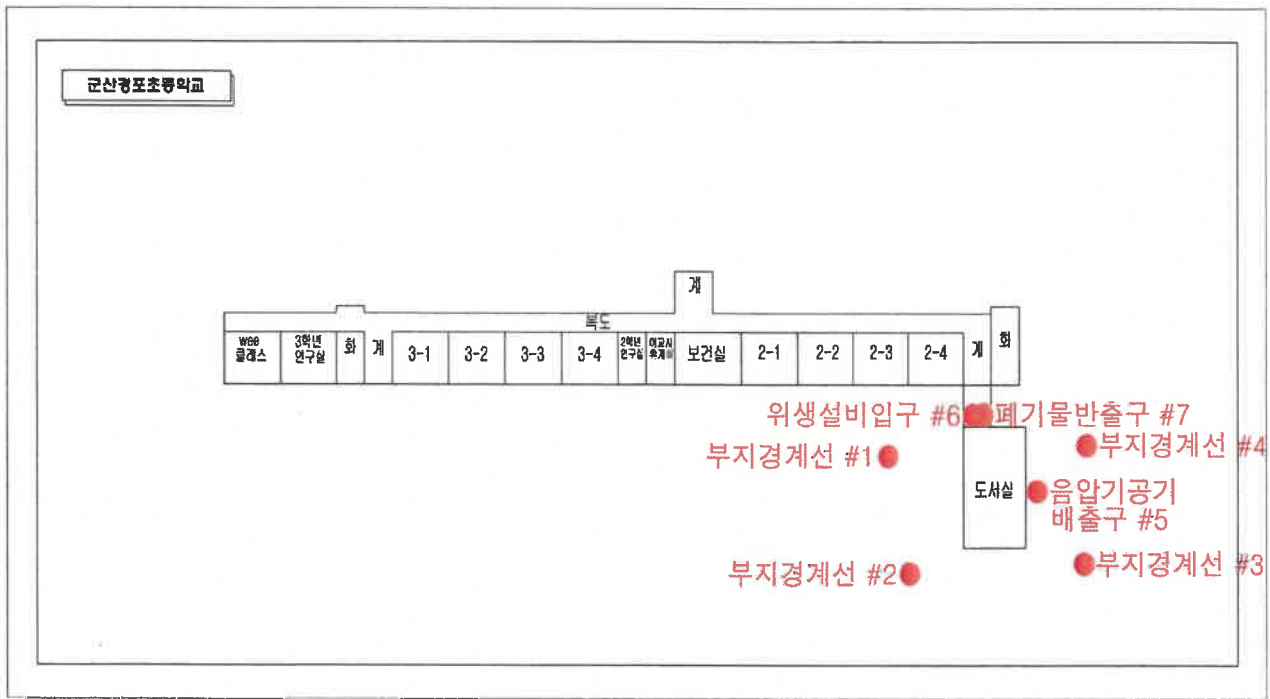 군산경포초등학교
계
복도
wee
클래스
3학년
연구실
화
계
3-1
3-2
3-3
3-4
2학년
연구실
보건실
2-1
2-2
2-3
2-4
계
화
위생설비입구 #6
폐기물반출구 #7
부지경계선 #1
부지경계선 #4
도서실
음압기공기
배출구 #5
부지경계선 #2
부지경계선 #3